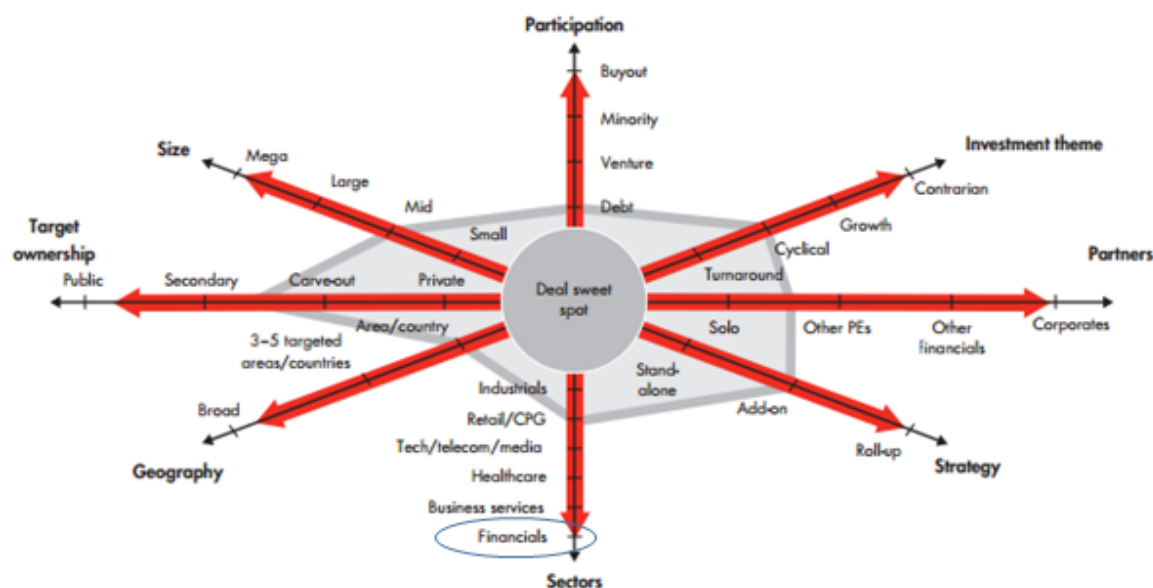 Participation
Buyout
Minority
Venture
Debt
Size
Mega
Large
Mid
Small
Investment theme
Contrarian
Growth
Cyclical
Turnaround
Target
ownership
Public
Secondary
Carve-out
Private
Deal sweet
spot
Partners
Solo
Other PEs
Other
financials
Corporates
Area/country
3–5 targeted
areas/countries
Broad
Geography
Industrials
Retail/CPG
Tech/telecom/media
Healthcare
Business services
Financials
Sectors
Stand-
alone
Add-on
Roll-up
Strategy